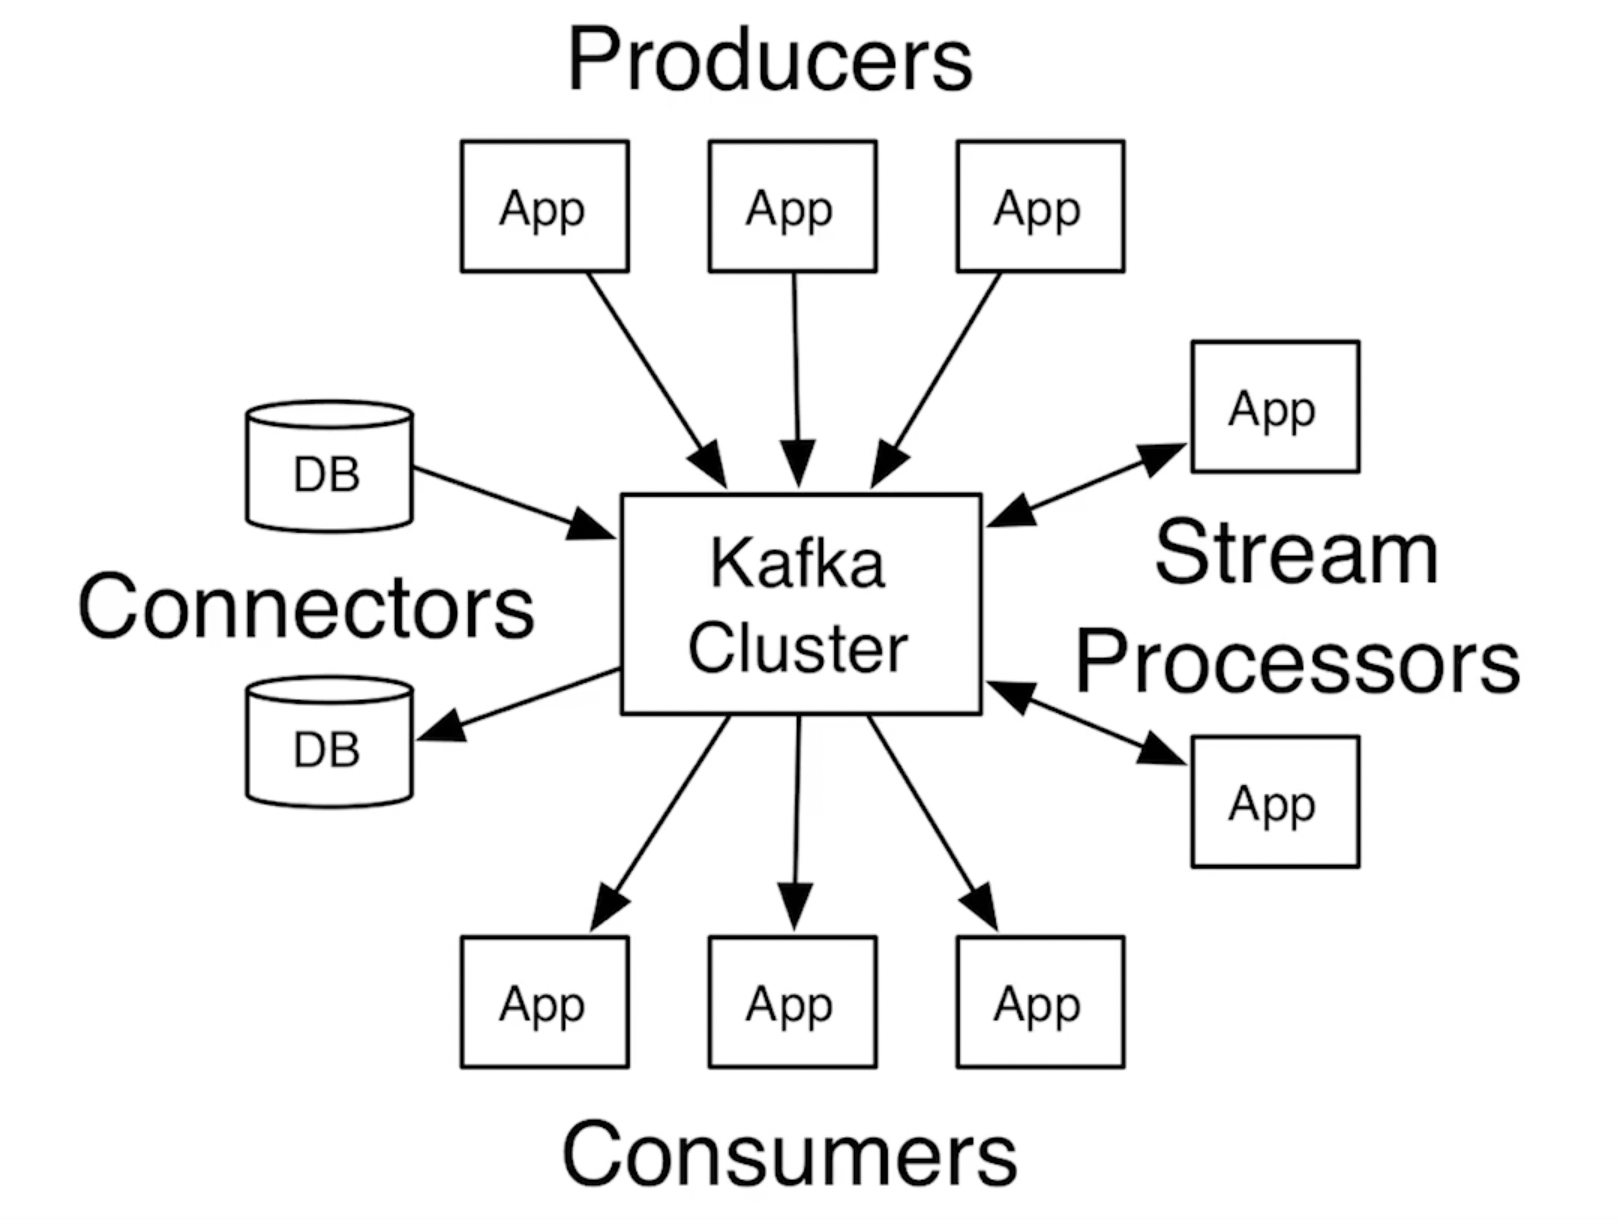 Producers
App
App
App
App
DB
Kafka
Cluster
Stream
Processors
Connectors
DB
App
App
App
App
Consumers